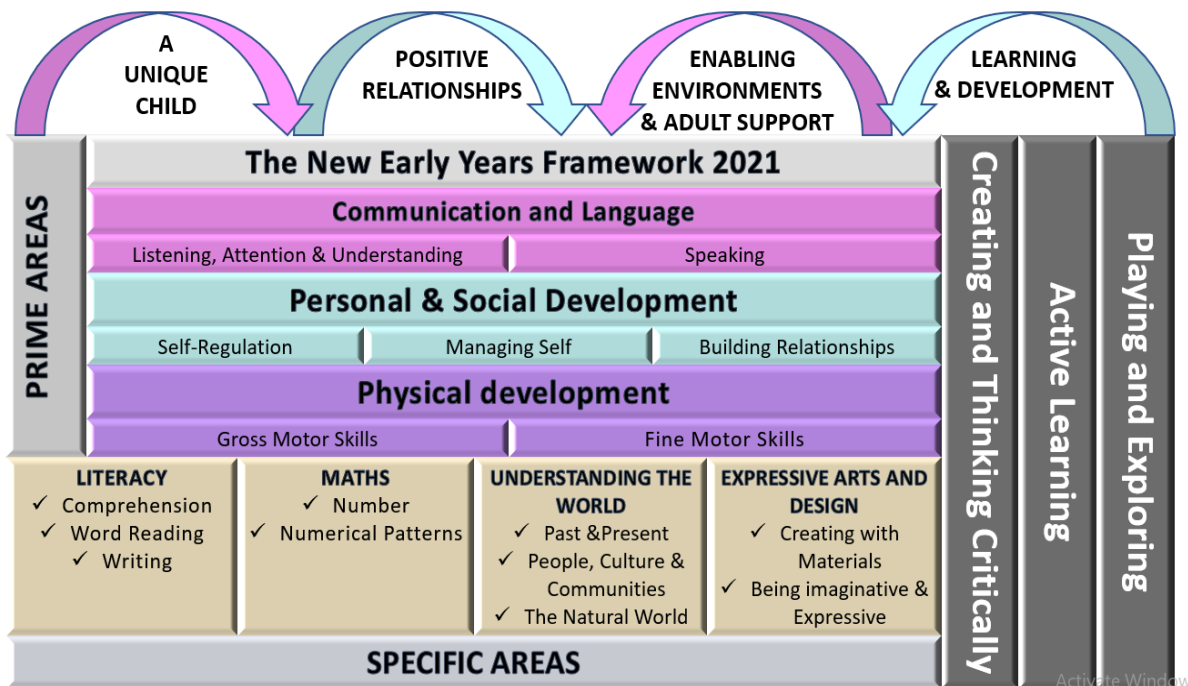 A
UNIQUE
CHILD
POSITIVE
RELATIONSHIPS
ENABLING
ENVIRONMENTS
& ADULT SUPPORT
LEARNING
& DEVELOPMENT
PRIME AREAS
The New Early Years Framework 2021
Communication and Language
Listening, Attention & Understanding
Speaking
Personal & Social Development
Self-Regulation
Managing Self
Building Relationships
Physical development
Gross Motor Skills
Fine Motor Skills
LITERACY
✓ Comprehension
✓ Word Reading
✓ Writing
MATHS
✓ Number
✓ Numerical Patterns
UNDERSTANDING THE
WORLD
✓ Past &Present
✓ People, Culture &
Communities
✓ The Natural World
EXPRESSIVE ARTS AND
DESIGN
✓ Creating with
Materials
✓ Being imaginative &
Expressive
SPECIFIC AREAS
Creating and Thinking Critically
Active Learning
Playing and Exploring
Activate Window